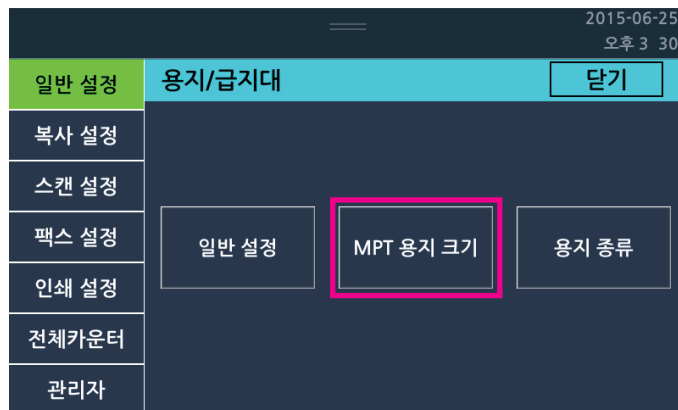 2015-06-25
오후 3 30
일반 설정
용지/급지대
닫기
복사 설정
스캔 설정
팩스 설정
인쇄 설정
전체카운터
관리자
일반 설정
MPT 용지 크기
용지 종류